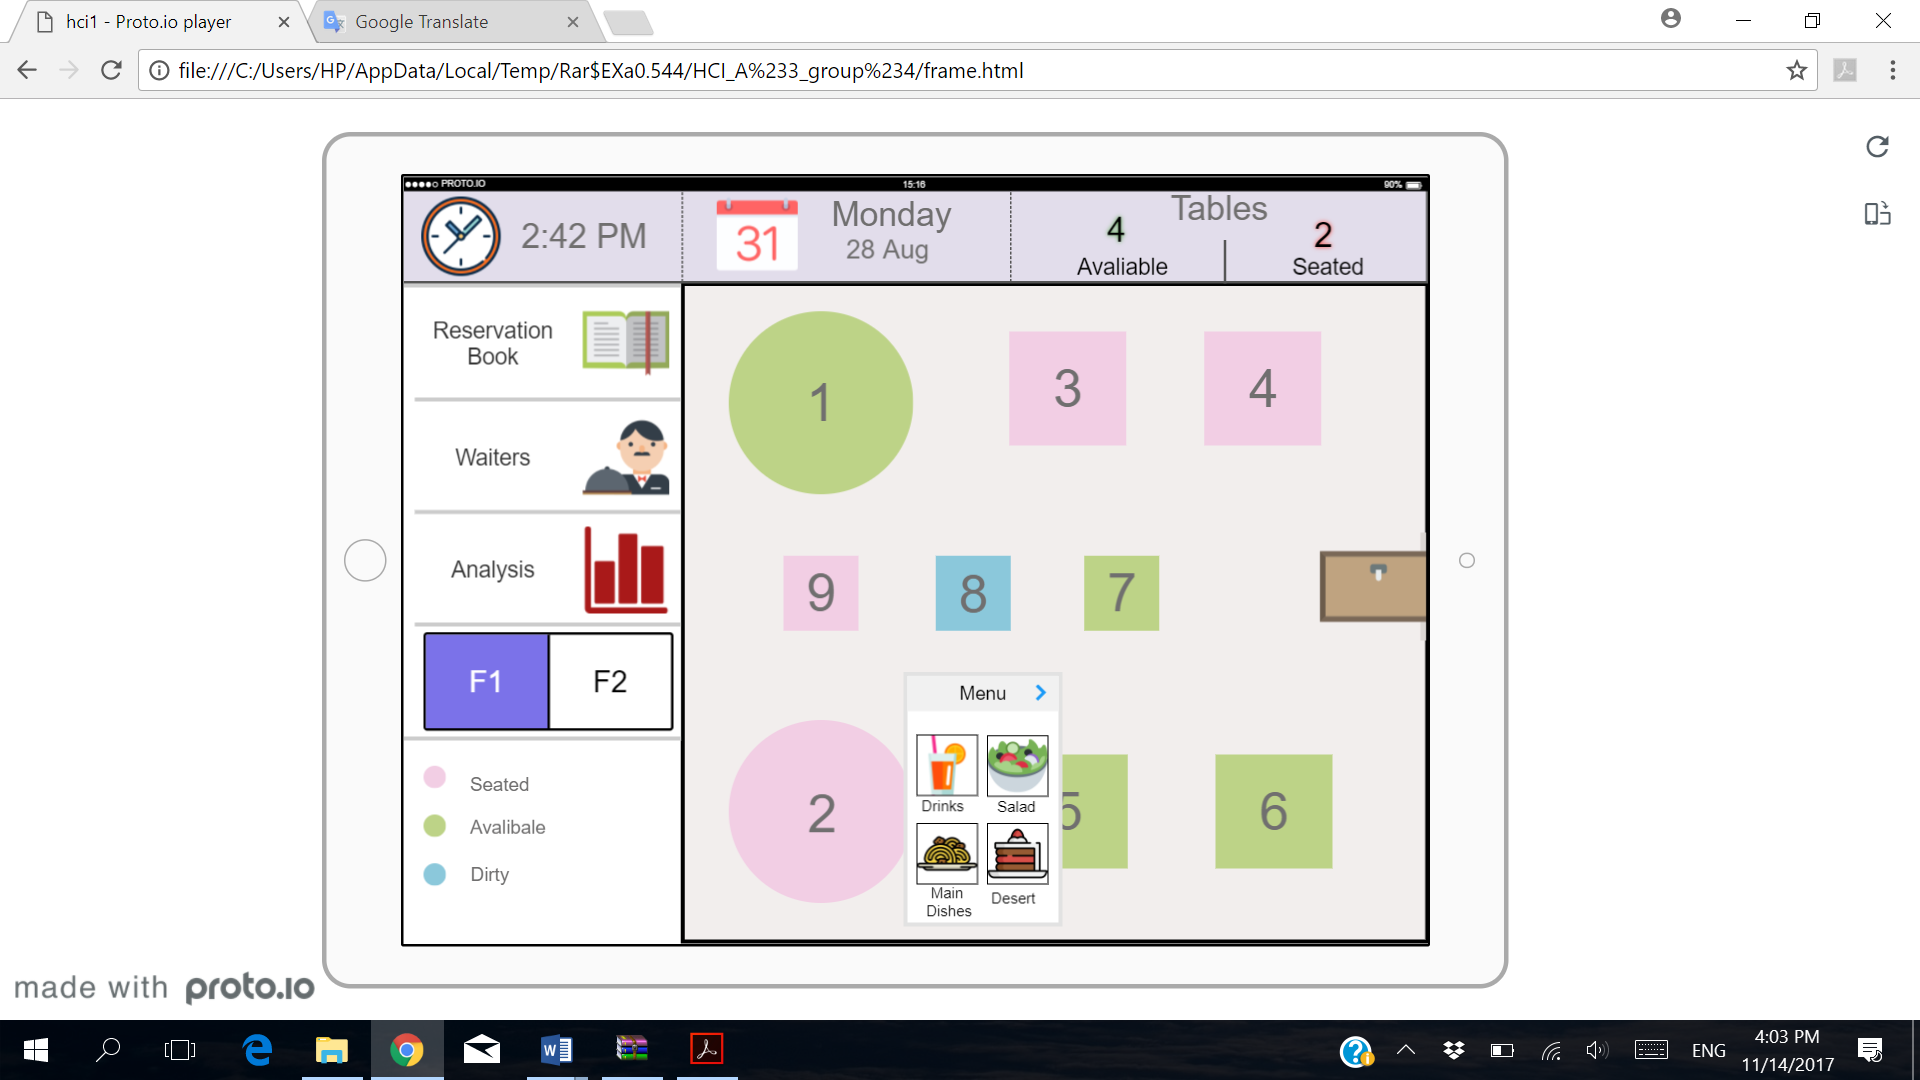 hci1 - Proto.io player
Google Translate
file:///C:/Users/HP/AppData/Local/Temp/Rar$EXa0.544/HCI_A%233_group%234/frame.html
PROTO.IO
15:16
90%
2:42 PM
31
Monday
28 Aug
Tables
4
2
Avaliable
Seated
Reservation
Book
Waiters
Analysis
F1
F2
Seated
Avalibale
Dirty
1
3
4
9
8
7
2
5
6
Menu
Drinks
Salad
Main
Dishes
Desert
made with proto.io
ENG
4:03 PM
11/14/2017